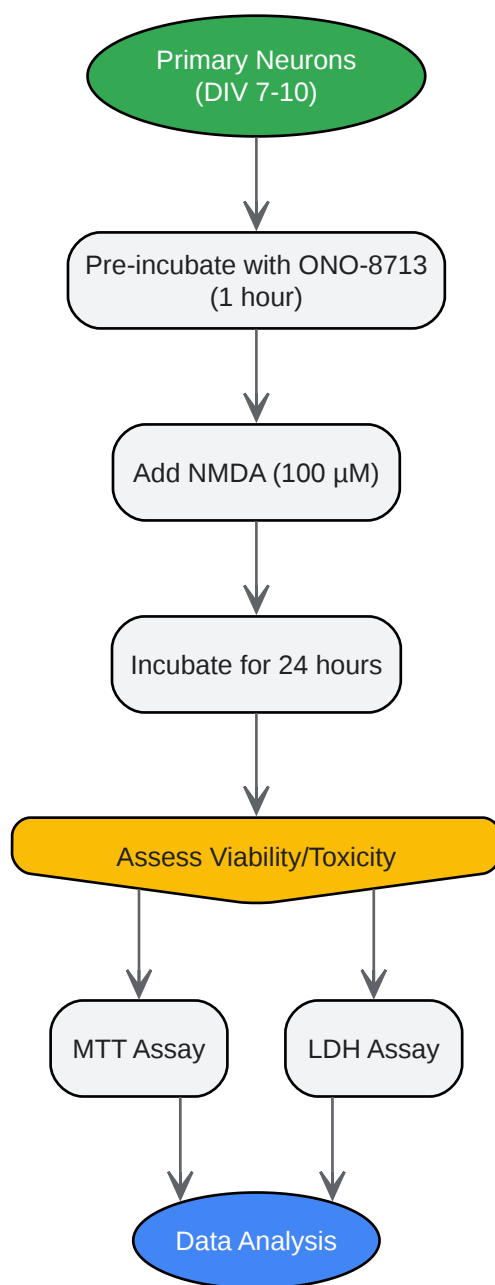 Primary Neurons
(DIV 7-10)
Pre-incubate with ONO-8713
(1 hour)
Add NMDA (100 µM)
Incubate for 24 hours
Assess Viability/Toxicity
MTT Assay
LDH Assay
Data Analysis